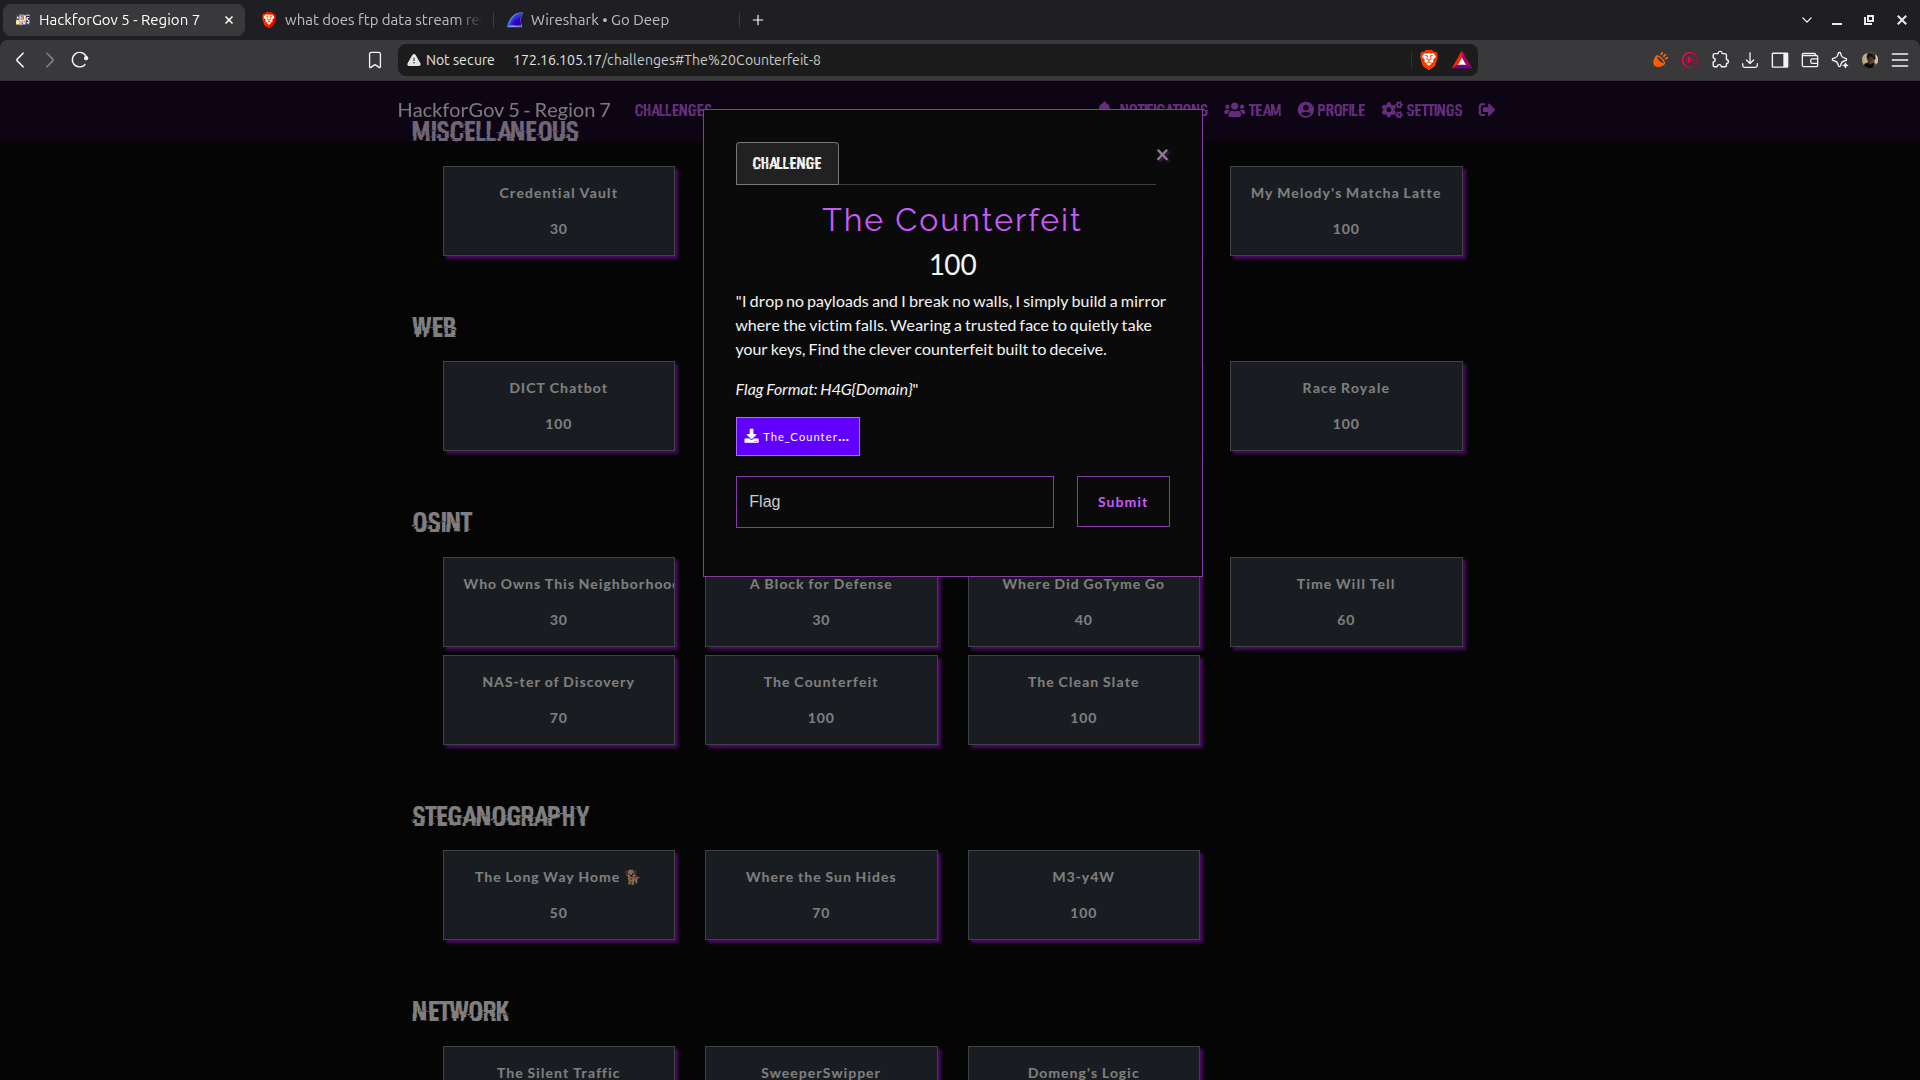 HackforGov 5 - Region 7
what does ftp data stream re
Wireshark • Go Deep
Not secure
172.16.105.17/challenges#The%20Counterfeit-8
HackforGov 5 - Region 7
CHALLENGES
NOTIFICATIONS
TEAM
PROFILE
SETTINGS
MISCELLANEOUS
CHALLENGE
×
The Counterfeit
100
"I drop no payloads and I break no walls, I simply build a mirror
where the victim falls. Wearing a trusted face to quietly take
your keys, Find the clever counterfeit built to deceive.
Flag Format: H4G{Domain}"
The_Counter...
Flag
Submit
Credential Vault
30
My Melody's Matcha Latte
100
WEB
DICT Chatbot
100
Race Royale
100
OSINT
Who Owns This Neighborhoo
30
A Block for Defense
30
Where Did GoTyme Go
40
Time Will Tell
60
NAS-ter of Discovery
70
The Counterfeit
100
The Clean Slate
100
STEGANOGRAPHY
The Long Way Home 🐕
50
Where the Sun Hides
70
M3-y4W
100
NETWORK
The Silent Traffic
SweeperSwipper
Domeng's Logic